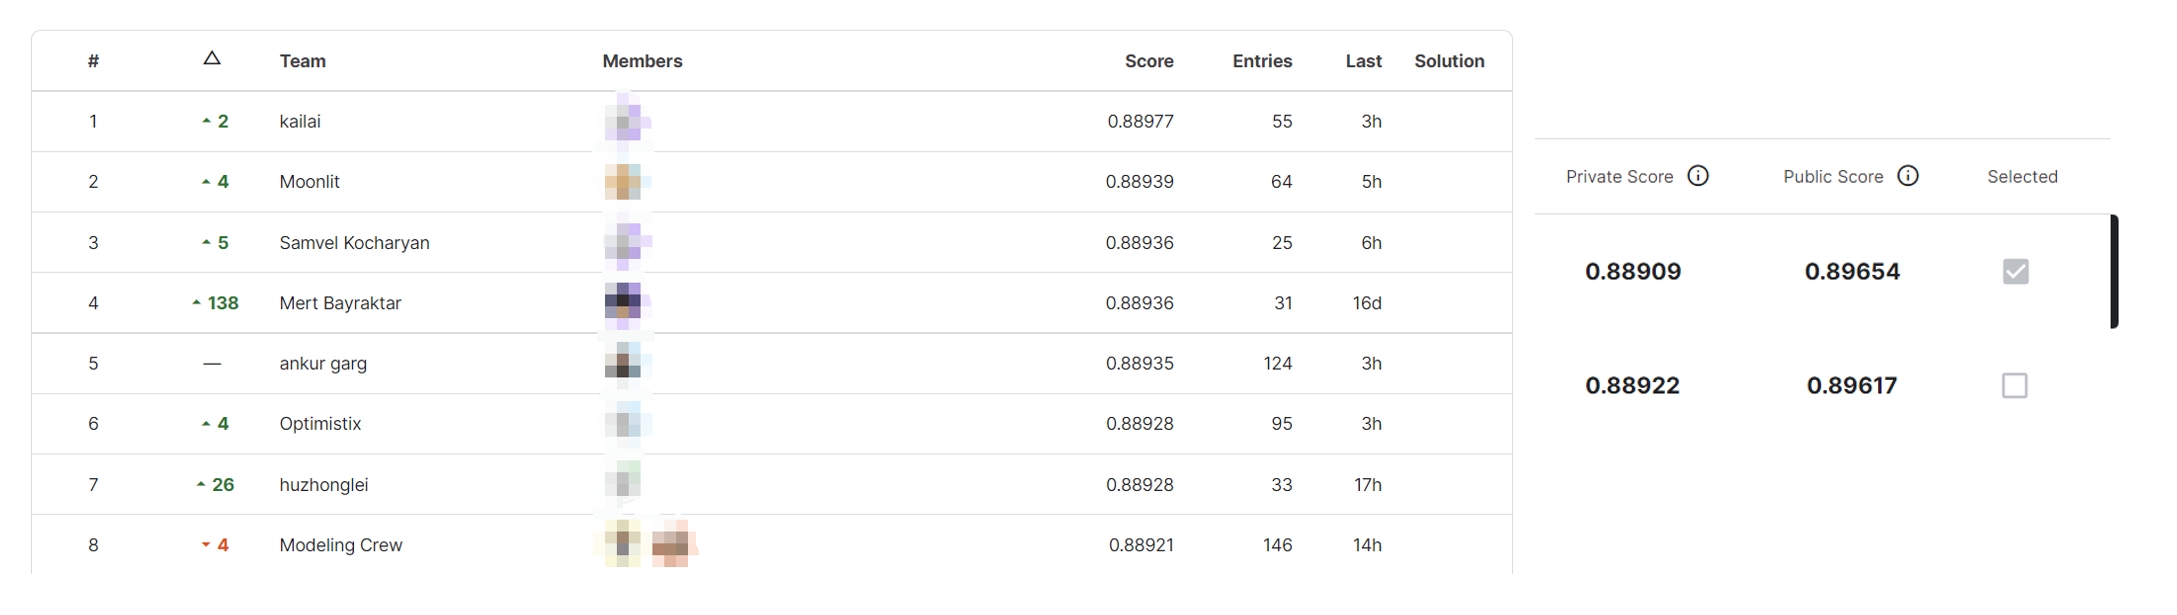 # △ Team Members Score Entries Last Solution
1 2 kailai 0.88977 55 3h
2 4 Moonlit 0.88939 64 5h
3 5 Samvel Kocharyan 0.88936 25 6h
4 138 Mert Bayraktar 0.88936 31 16d
5 — ankur garg 0.88935 124 3h
6 4 Optimistix 0.88928 95 3h
7 26 huzhonglei 0.88928 33 17h
8 4 Modeling Crew 0.88921 146 14h
Private Score Public Score Selected
0.88909 0.89654
0.88922 0.89617